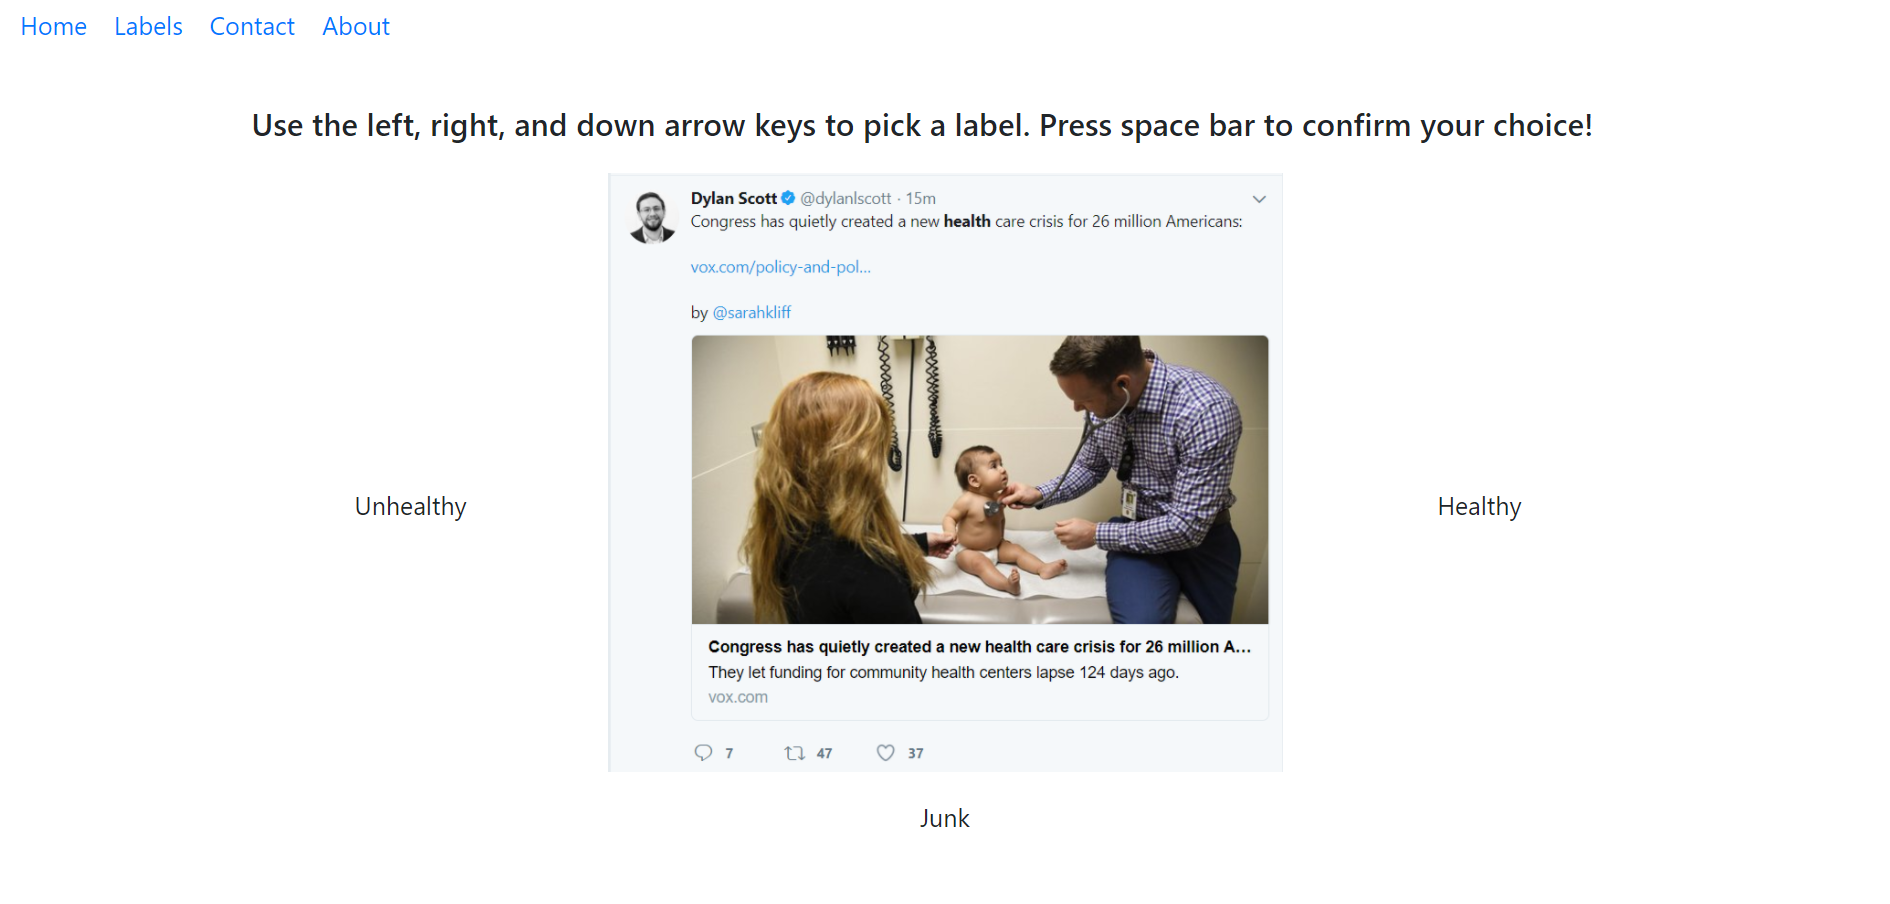 Home Labels Contact About
Use the left, right, and down arrow keys to pick a label. Press space bar to confirm your choice!
Dylan Scott @dylanlscott · 15m
Congress has quietly created a new health care crisis for 26 million Americans:
vox.com/policy-and-pol...
by @sarahkliff
Unhealthy
Healthy
Congress has quietly created a new health care crisis for 26 million A...
They let funding for community health centers lapse 124 days ago.
vox.com
7 47 37
Junk